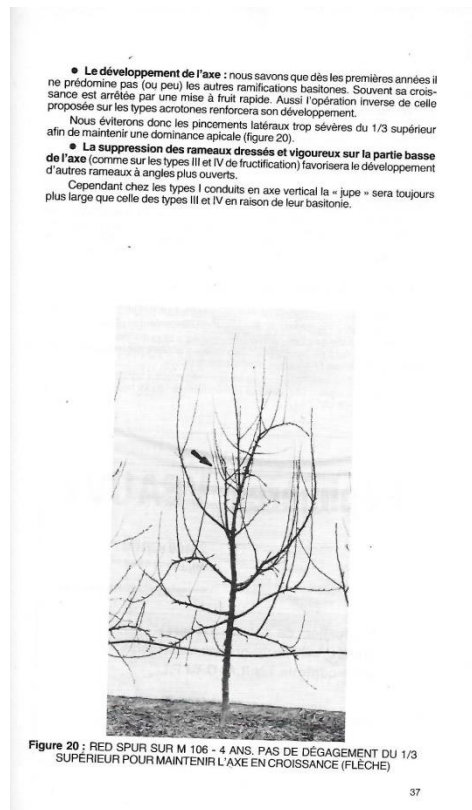 ● Le développement de l'axe : nous savons que dès les premières années il
ne prédomine pas (ou peu) les autres ramifications basitones. Souvent sa crois-
sance est arrêtée par une mise à fruit rapide. Aussi l'opération inverse de celle
proposée sur les types acrotones renforcera son développement.
Nous éviterons donc les pincements latéraux trop sévères du 1/3 supérieur
afin de maintenir une dominance apicale (figure 20).
● La suppression des rameaux dressés et vigoureux sur la partie basse
de l'axe (comme sur les types III et IV de fructification) favorisera le développement
d'autres rameaux à angles plus ouverts.
Cependant chez les types I conduits en axe vertical la « jupe » sera toujours
plus large que celle des types III et IV en raison de leur basitonie.
Figure 20 : RED SPUR SUR M 106 - 4 ANS. PAS DE DÉGAGEMENT DU 1/3
SUPÉRIEUR POUR MAINTENIR L'AXE EN CROISSANCE (FLÈCHE)
37